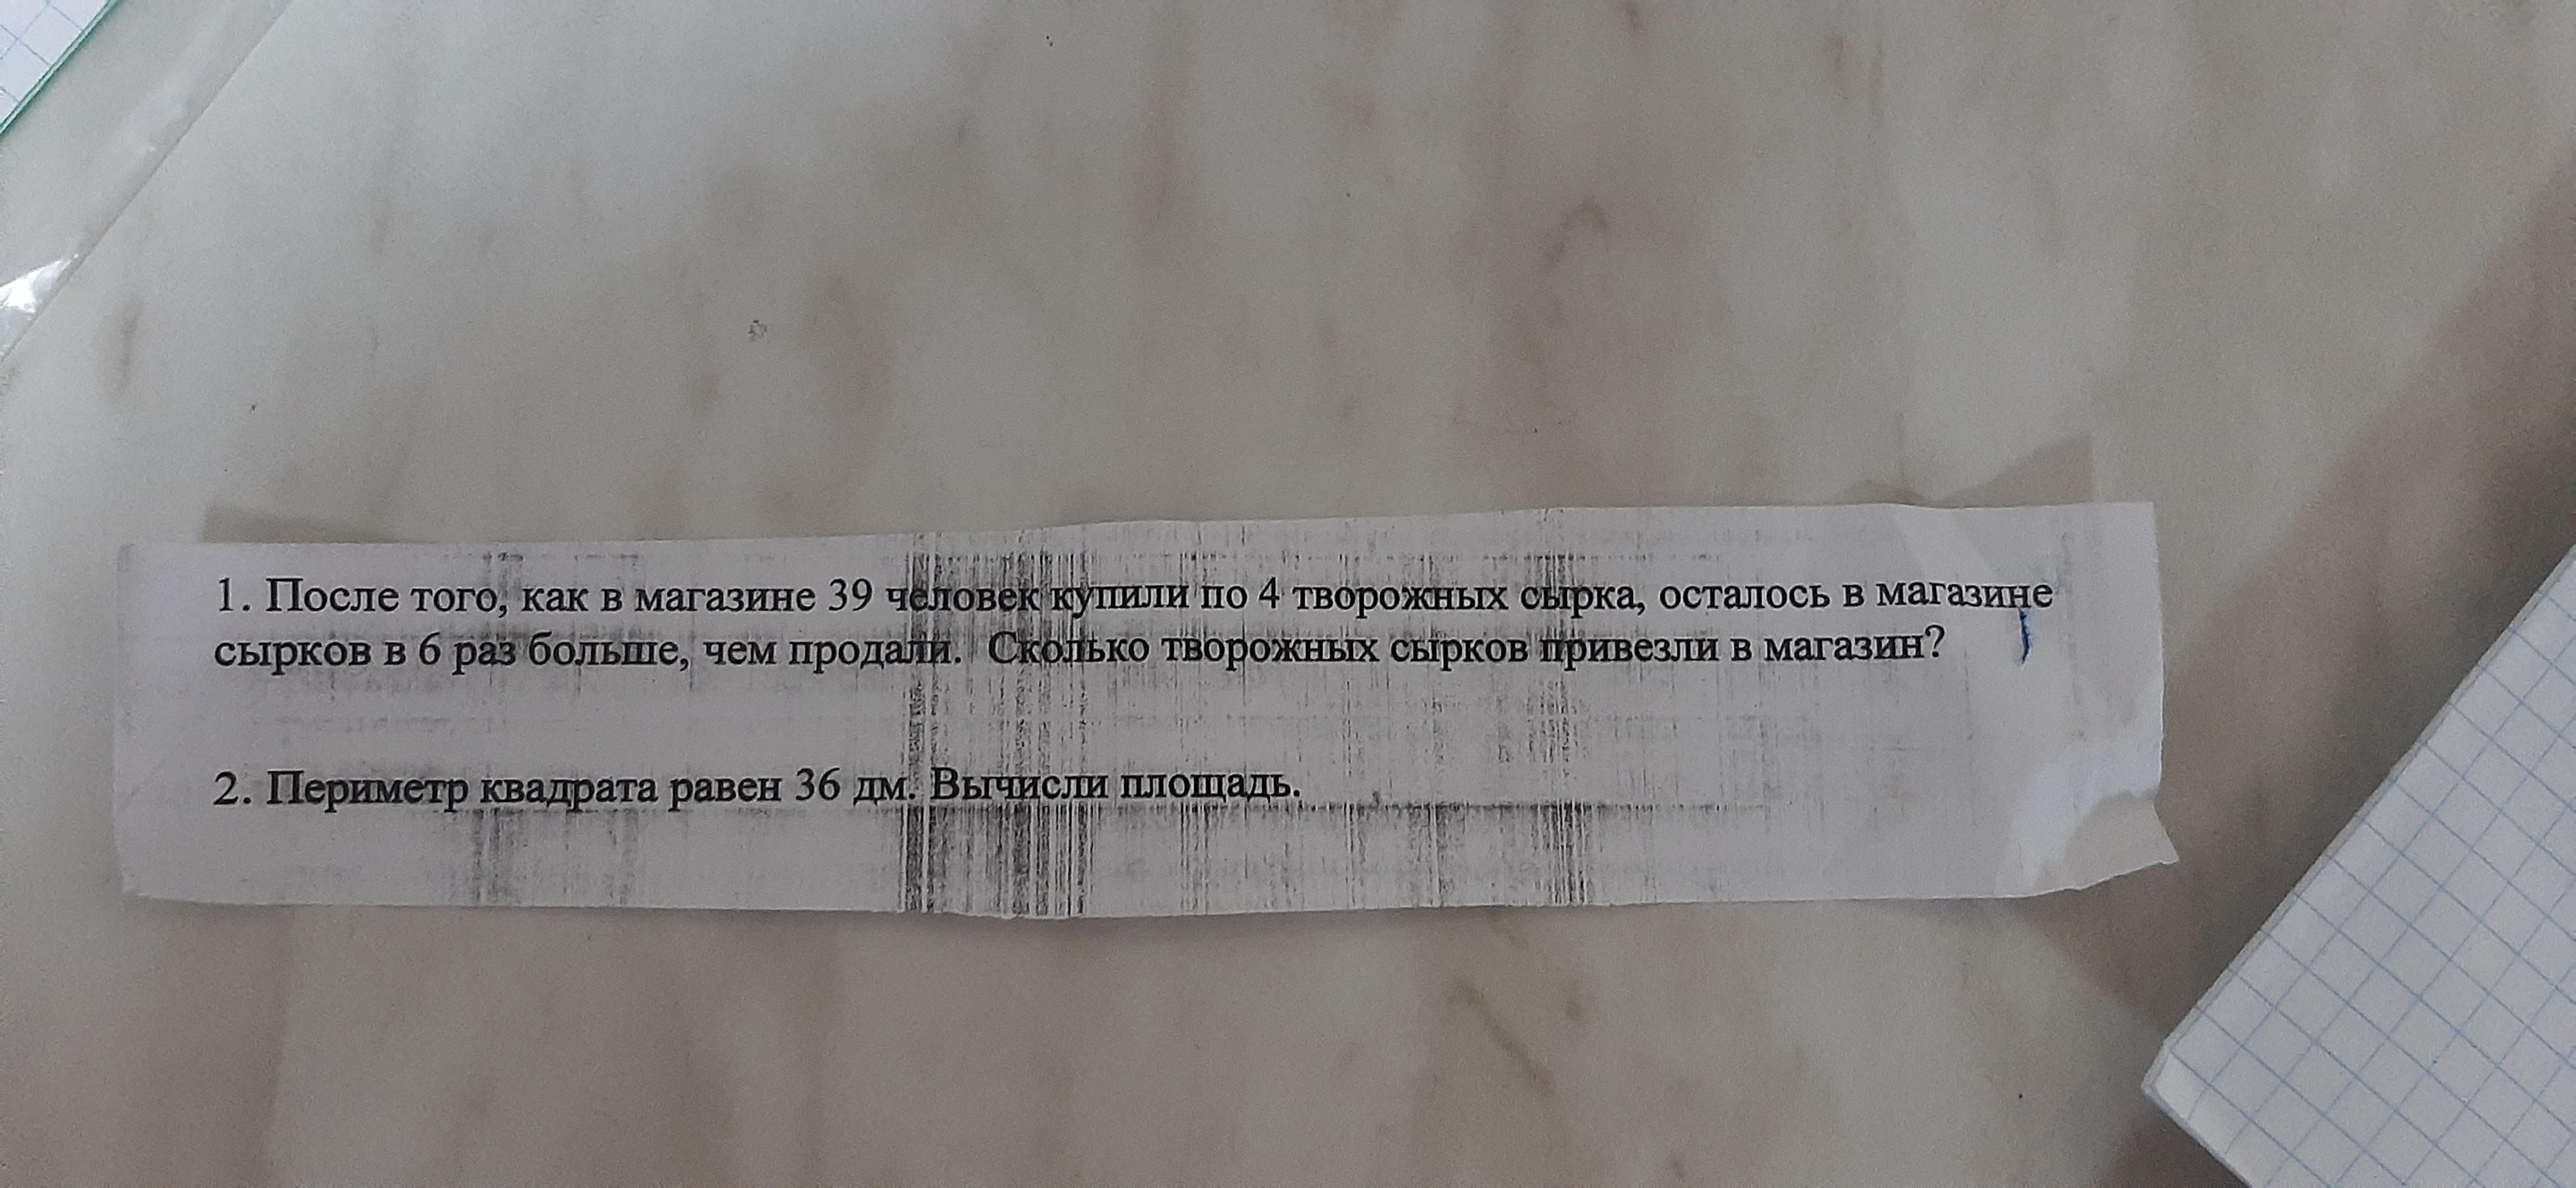 1. После того, как в магазине 39 человек купили по 4 творожных сырка, осталось в магазине
сырков в 6 раз больше, чем продали. Сколько творожных сырков привезли в магазин?
2. Периметр квадрата равен 36 дм. Вычисли площадь.